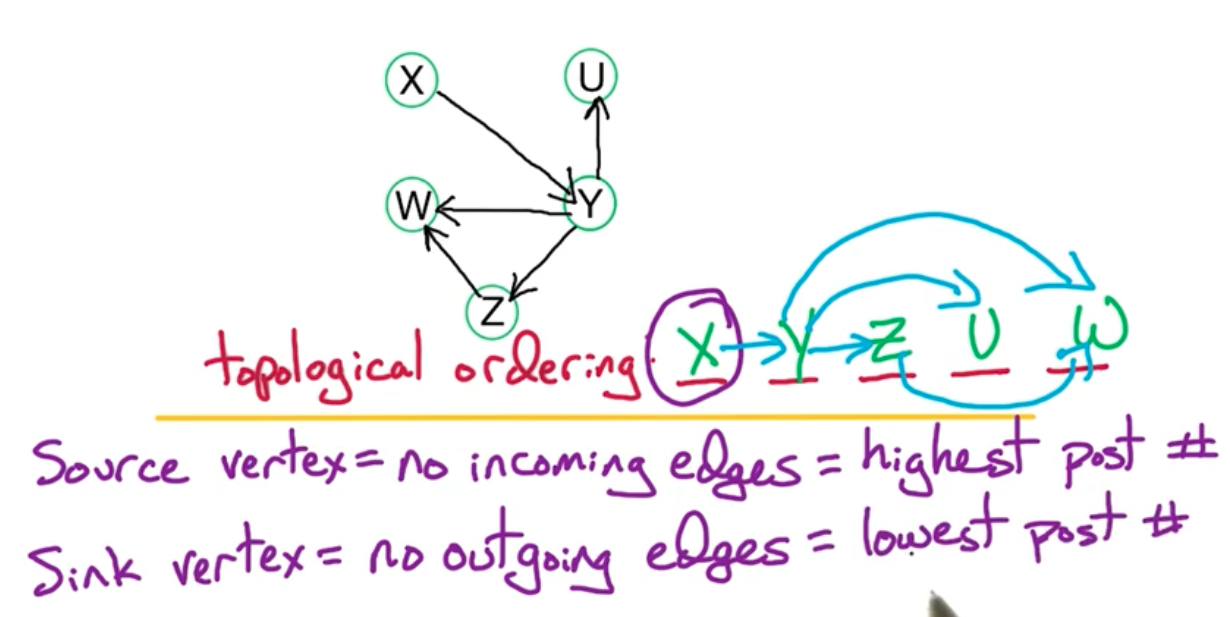 X U
W Y
Z
topological ordering: X Y Z U W
Source vertex = no incoming edges = highest post #
Sink vertex = no outgoing edges = lowest post #